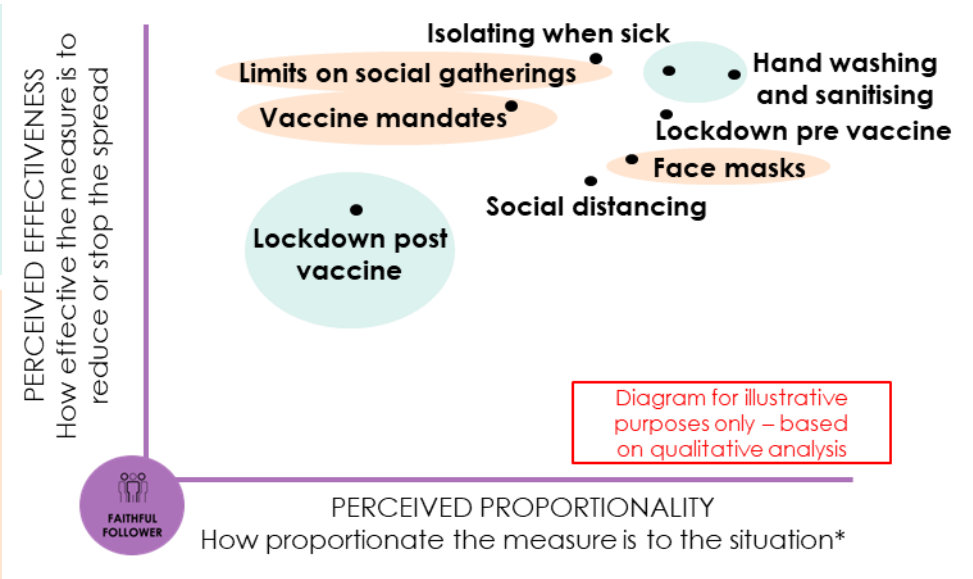 PERCEIVED EFFECTIVENESS
How effective the measure is to
reduce or stop the spread
Isolating when sick
Limits on social gatherings
Hand washing
and sanitising
Vaccine mandates
Lockdown pre vaccine
Face masks
Social distancing
Lockdown post
vaccine
Diagram for illustrative
purposes only – based
on qualitative analysis
FAITHFUL
FOLLOWER
PERCEIVED PROPORTIONALITY
How proportionate the measure is to the situation*